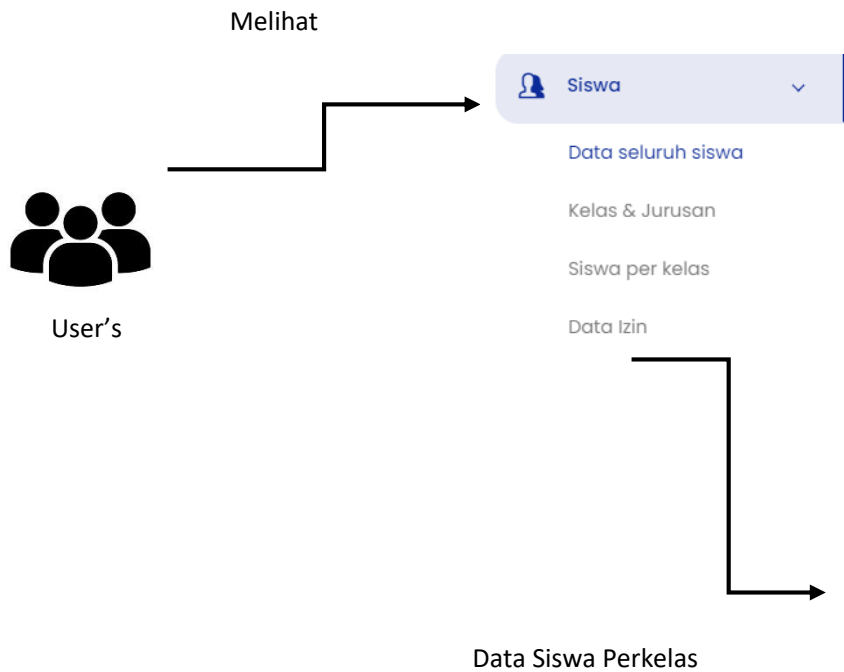 Melihat
Siswa
Data seluruh siswa
Kelas & Jurusan
Siswa per kelas
Data Izin
User’s
Data Siswa Perkelas